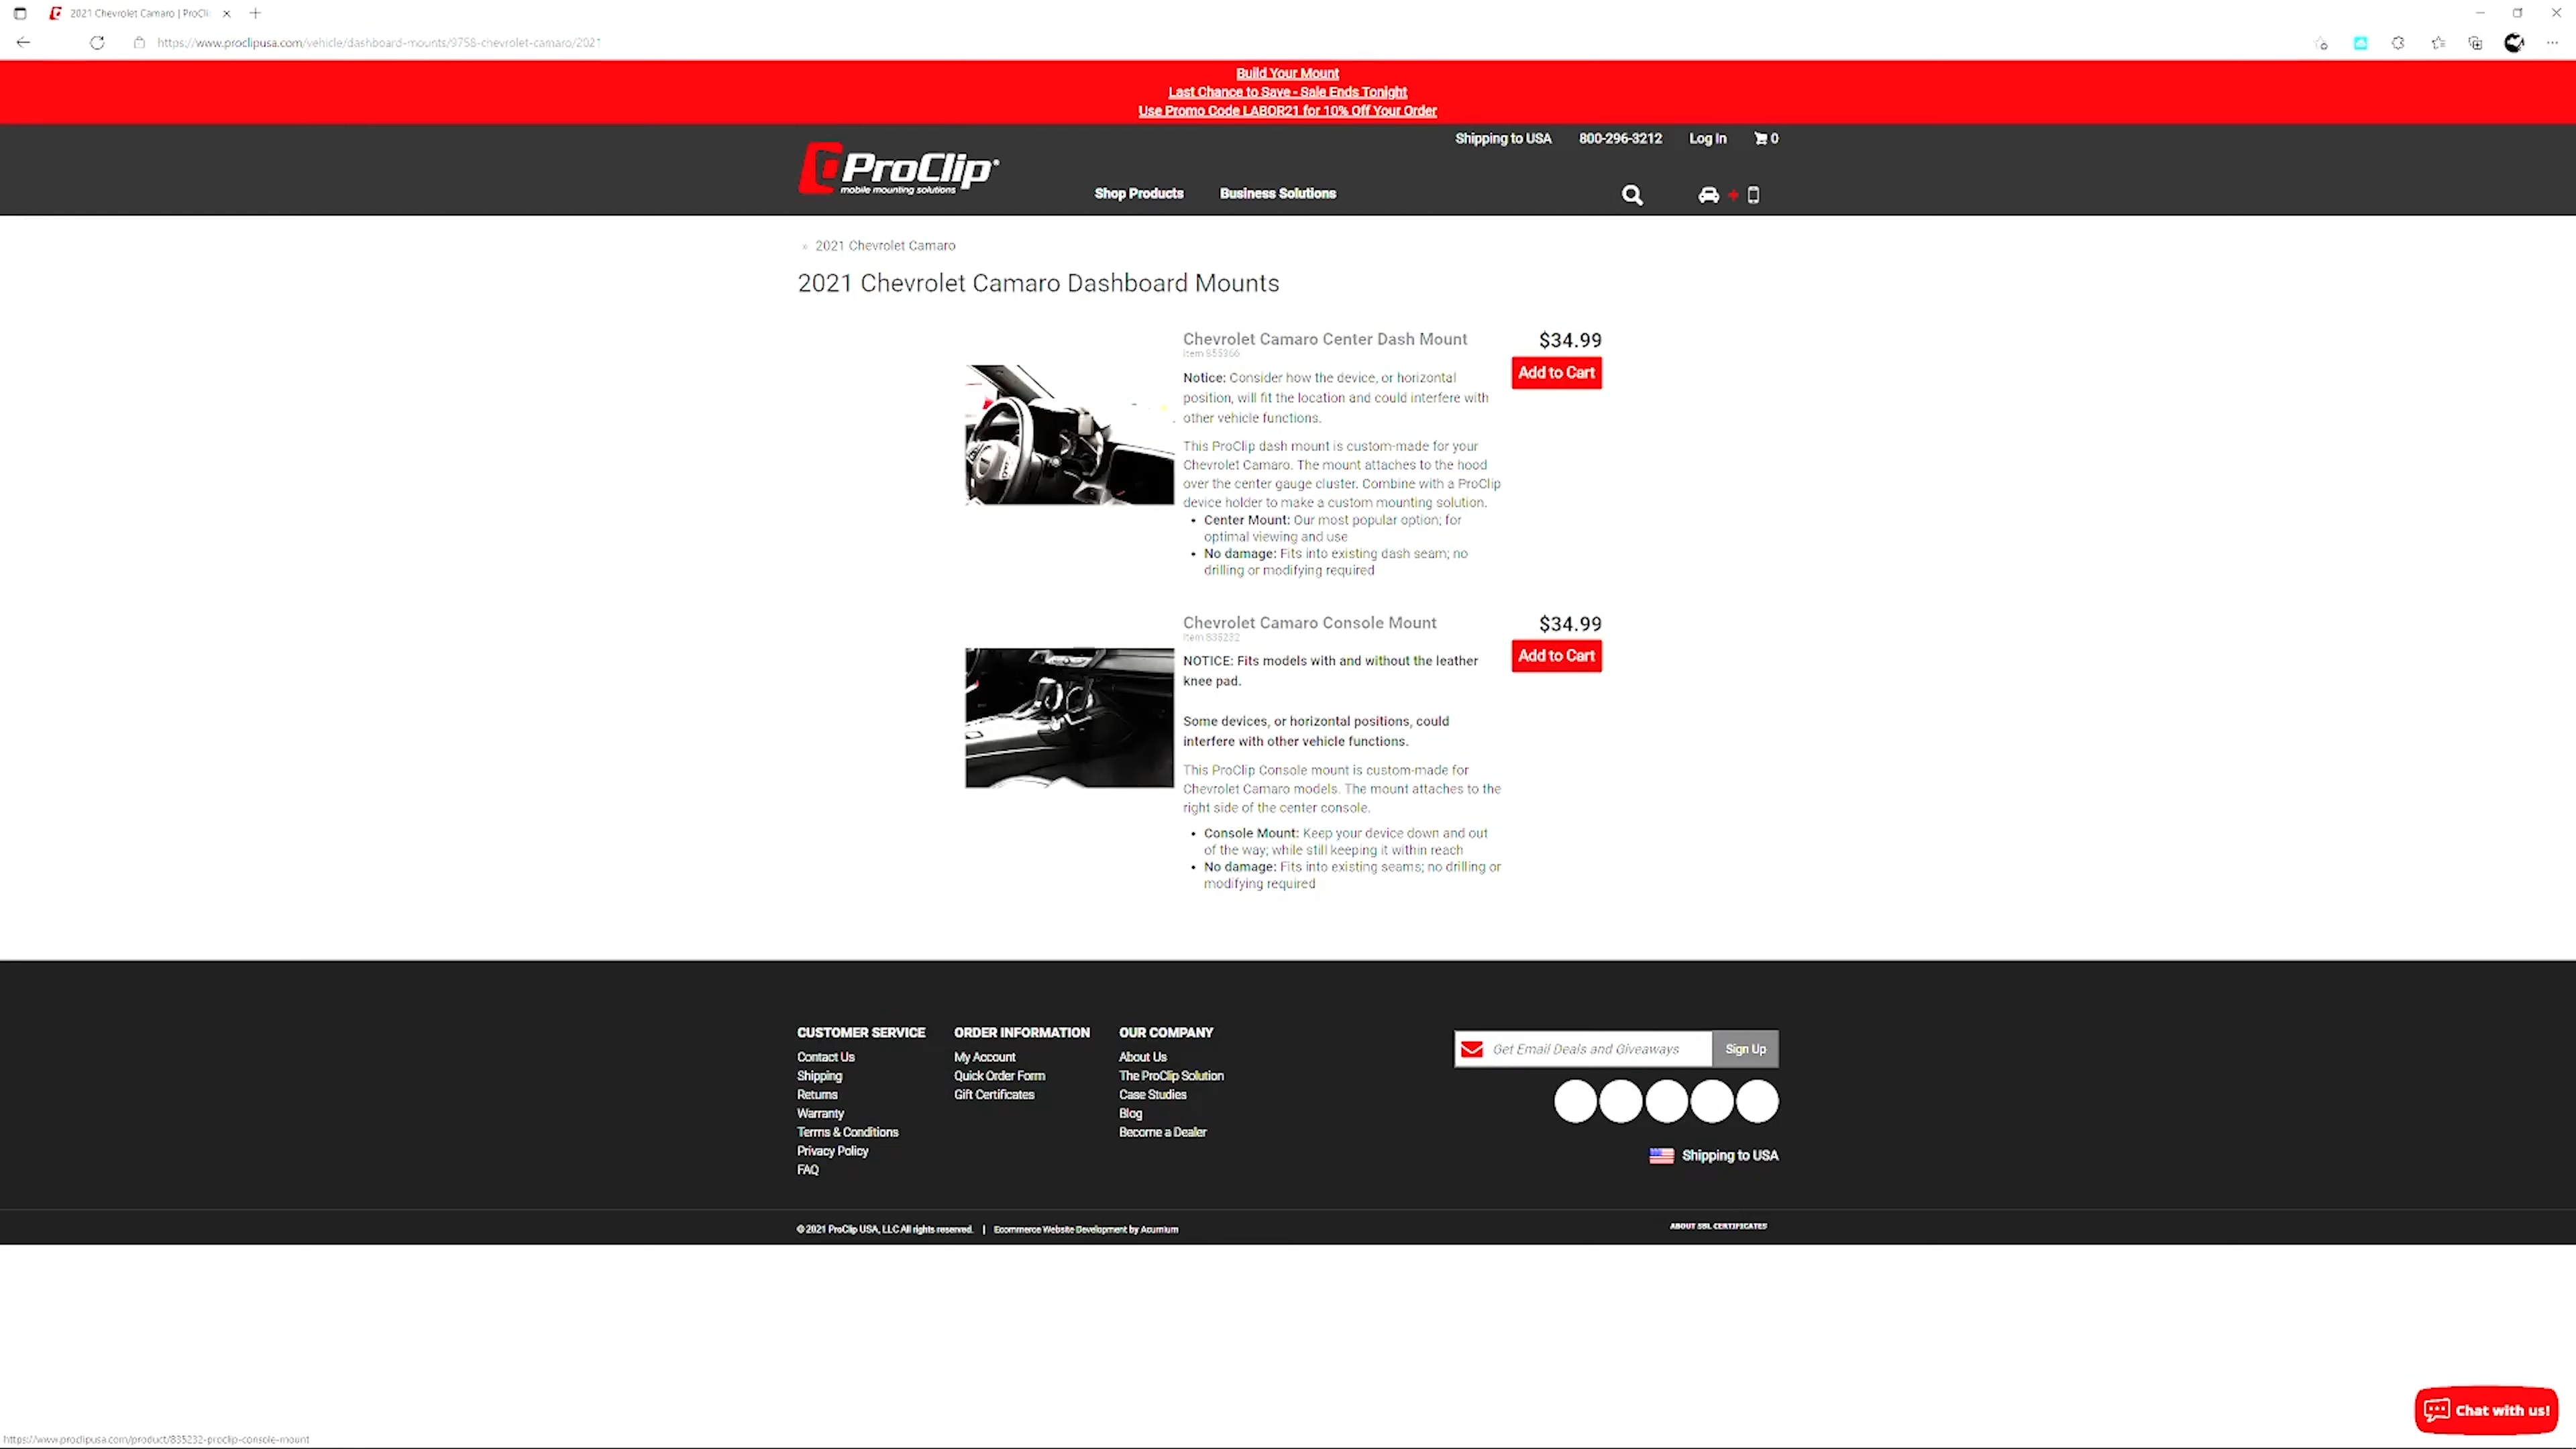 2021 Chevrolet Camaro | ProCli
https://www.proclipusa.com/vehicle/dashboard-mounts/9758-chevrolet-camaro/2021
Build Your Mount
Last Chance to Save - Sale Ends Tonight
Use Promo Code LABOR21 for 10% Off Your Order
Shipping to USA 800-296-3212 Log In 0
ProClip®
mobile mounting solutions
Shop Products Business Solutions
« 2021 Chevrolet Camaro
2021 Chevrolet Camaro Dashboard Mounts
Chevrolet Camaro Center Dash Mount $34.99
Item 855366
Add to Cart
Notice: Consider how the device, or horizontal
position, will fit the location and could interfere with
other vehicle functions.
This ProClip dash mount is custom-made for your
Chevrolet Camaro. The mount attaches to the hood
over the center gauge cluster. Combine with a ProClip
device holder to make a custom mounting solution.
• Center Mount: Our most popular option; for
optimal viewing and use
• No damage: Fits into existing dash seam; no
drilling or modifying required
Chevrolet Camaro Console Mount $34.99
Item 835232
Add to Cart
NOTICE: Fits models with and without the leather
knee pad.
Some devices, or horizontal positions, could
interfere with other vehicle functions.
This ProClip Console mount is custom-made for
Chevrolet Camaro models. The mount attaches to the
right side of the center console.
• Console Mount: Keep your device down and out
of the way; while still keeping it within reach
• No damage: Fits into existing seams; no drilling or
modifying required
CUSTOMER SERVICE
Contact Us
Shipping
Returns
Warranty
Terms & Conditions
Privacy Policy
FAQ
ORDER INFORMATION
My Account
Quick Order Form
Gift Certificates
OUR COMPANY
About Us
The ProClip Solution
Case Studies
Blog
Become a Dealer
Get Email Deals and Giveaways Sign Up
Shipping to USA
© 2021 ProClip USA, LLC All rights reserved. | Ecommerce Website Development by Acumium
ABOUT SSL CERTIFICATES
Chat with us!
https://www.proclipusa.com/product/835232-proclip-console-mount